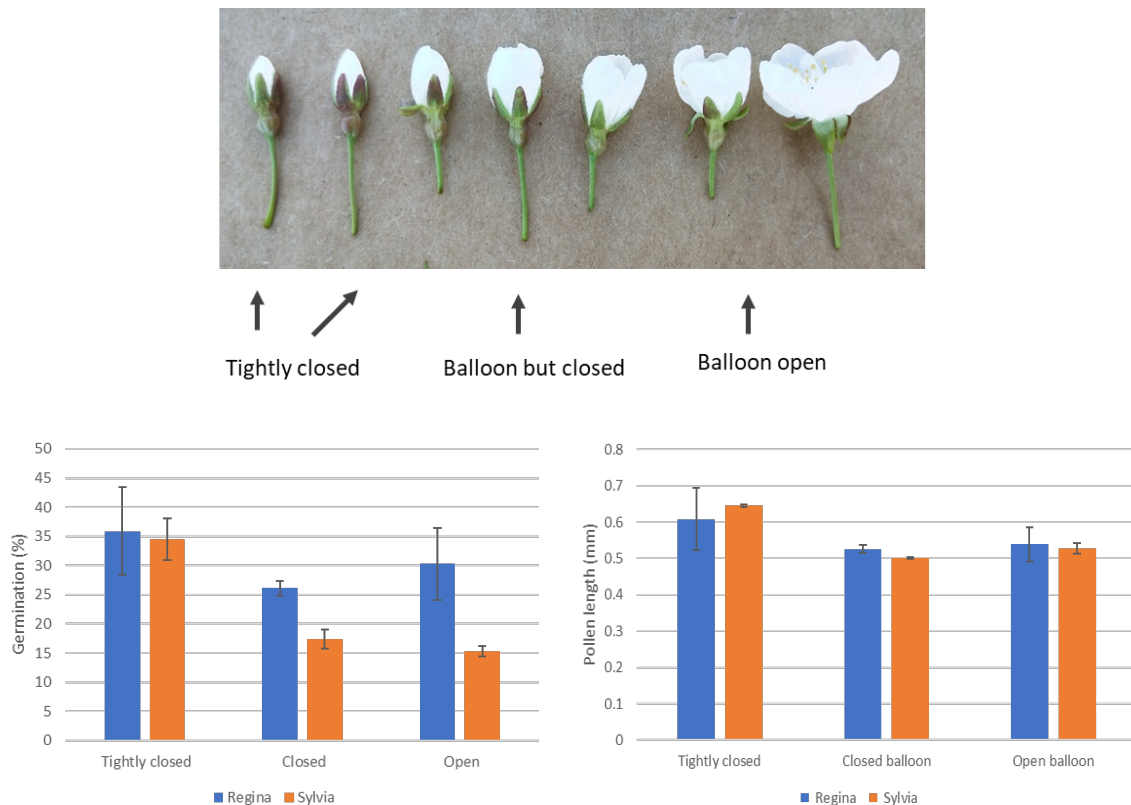 Tightly closed
Balloon but closed
Balloon open
50
45
40
35
30
25
20
15
10
5
0
Germination (%)
Tightly closed
Closed
Open
Regina
Sylvia
0.8
0.7
0.6
0.5
0.4
0.3
0.2
0.1
0
Pollen length (mm)
Tightly closed
Closed balloon
Open balloon
Regina
Sylvia